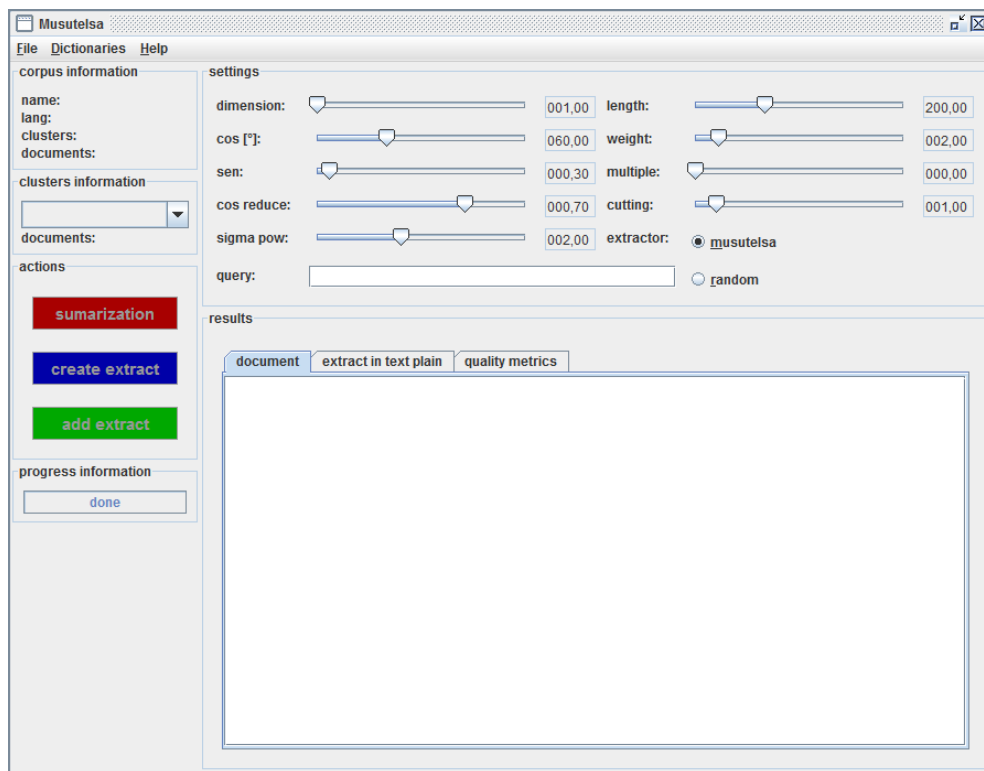 Musutelsa
File Dictionaries Help
corpus information
name:
lang:
clusters:
documents:
clusters information
documents:
actions
sumarization
create extract
add extract
progress information
done
settings
dimension: 001,00 length: 200,00
cos [°]: 060,00 weight: 002,00
sen: 000,30 multiple: 000,00
cos reduce: 000,70 cutting: 001,00
sigma pow: 002,00 extractor: musutelsa
query: random
results
document extract in text plain quality metrics